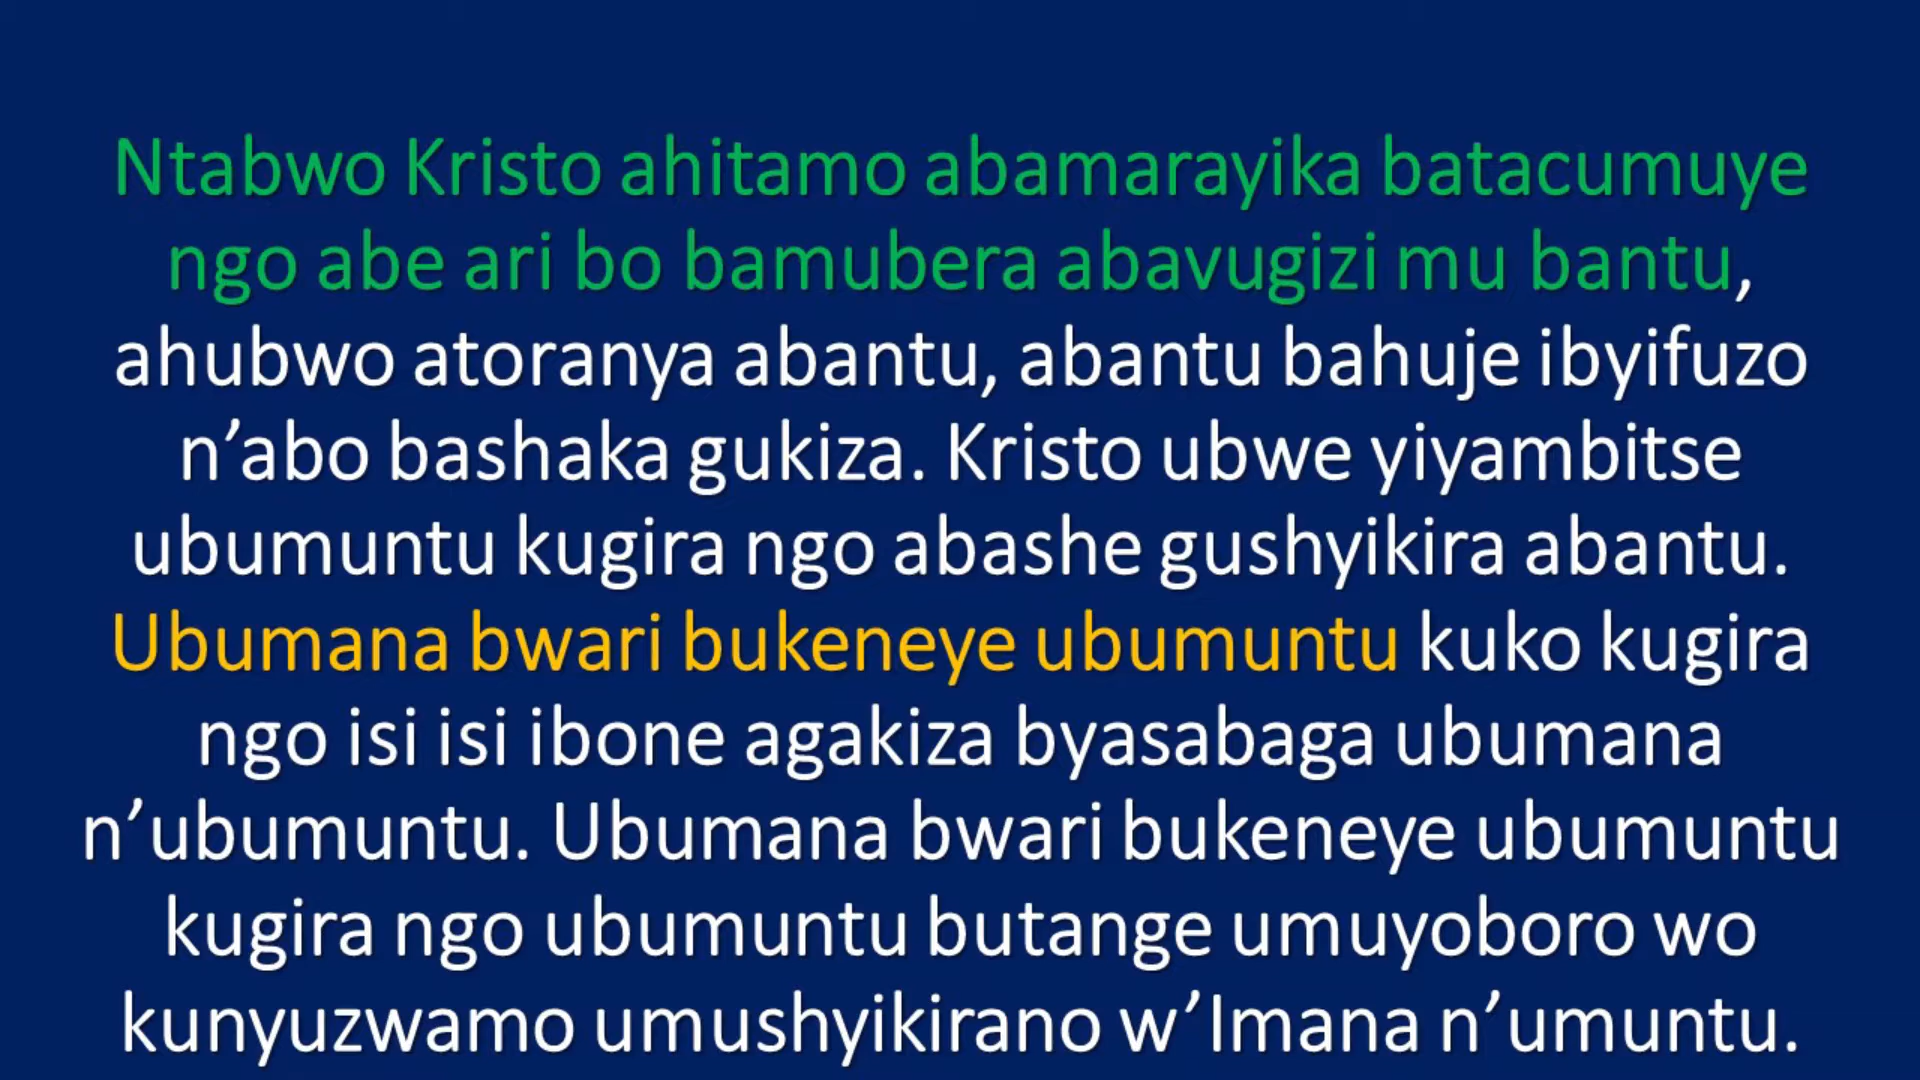 Ntabwo Kristo ahitamo abamarayika batacumuye
ngo abe ari bo bamubera abavugizi mu bantu,
ahubwo atoranya abantu, abantu bahuje ibyifuzo
n’abo bashaka gukiza. Kristo ubwe yiyambitse
ubumuntu kugira ngo abashe gushyikira abantu.
Ubumana bwari bukeneye ubumuntu kuko kugira
ngo isi isi ibone agakiza byasabaga ubumana
n’ubumuntu. Ubumana bwari bukeneye ubumuntu
kugira ngo ubumuntu butange umuyoboro wo
kunyuzwamo umushyikirano w’Imana n’umuntu.